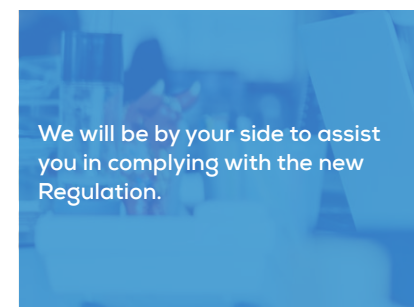 We will be by your side to assist
you in complying with the new
Regulation.